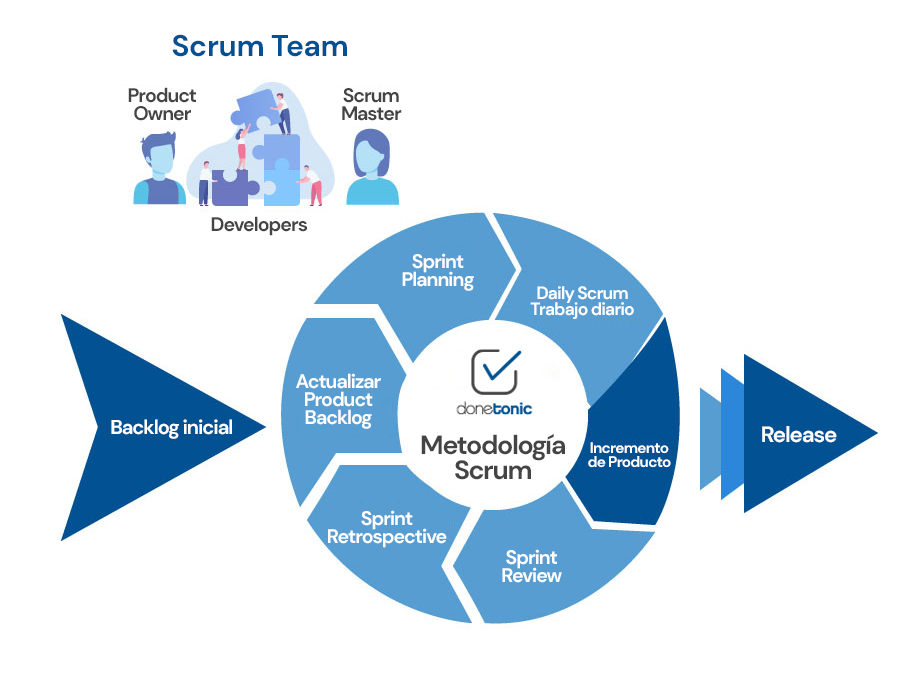 Scrum Team
Product
Owner
Scrum
Master
Developers
Sprint
Planning
Daily Scrum
Trabajo diario
Actualizar
Product
Backlog
Backlog inicial
donetonic
Metodología
Scrum
Incremento
de Producto
Release
Sprint
Retrospective
Sprint
Review